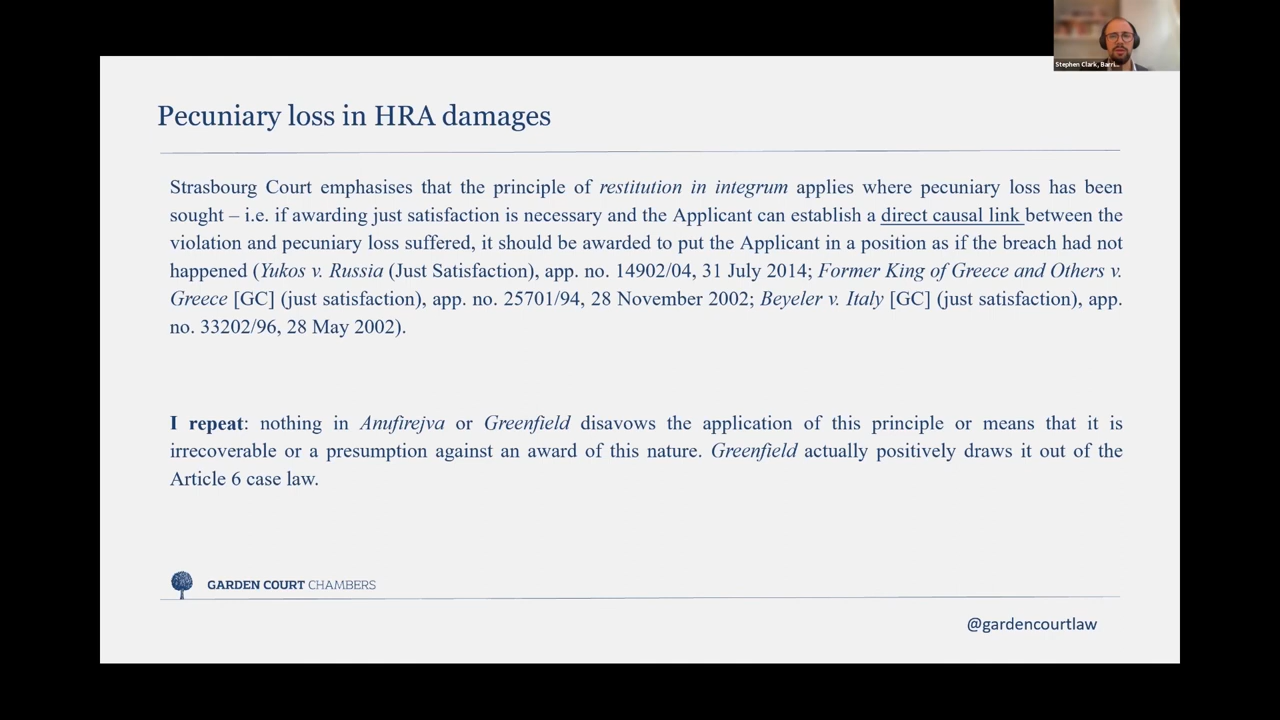 Stephen Clark, Barri...
Pecuniary loss in HRA damages
Strasbourg Court emphasises that the principle of restitution in integrum applies where pecuniary loss has been
sought – i.e. if awarding just satisfaction is necessary and the Applicant can establish a direct causal link between the
violation and pecuniary loss suffered, it should be awarded to put the Applicant in a position as if the breach had not
happened (Yukos v. Russia (Just Satisfaction), app. no. 14902/04, 31 July 2014; Former King of Greece and Others v.
Greece [GC] (just satisfaction), app. no. 25701/94, 28 November 2002; Beyeler v. Italy [GC] (just satisfaction), app.
no. 33202/96, 28 May 2002).
I repeat: nothing in Anufirejva or Greenfield disavows the application of this principle or means that it is
irrecoverable or a presumption against an award of this nature. Greenfield actually positively draws it out of the
Article 6 case law.
GARDEN COURT CHAMBERS
@gardencourtlaw